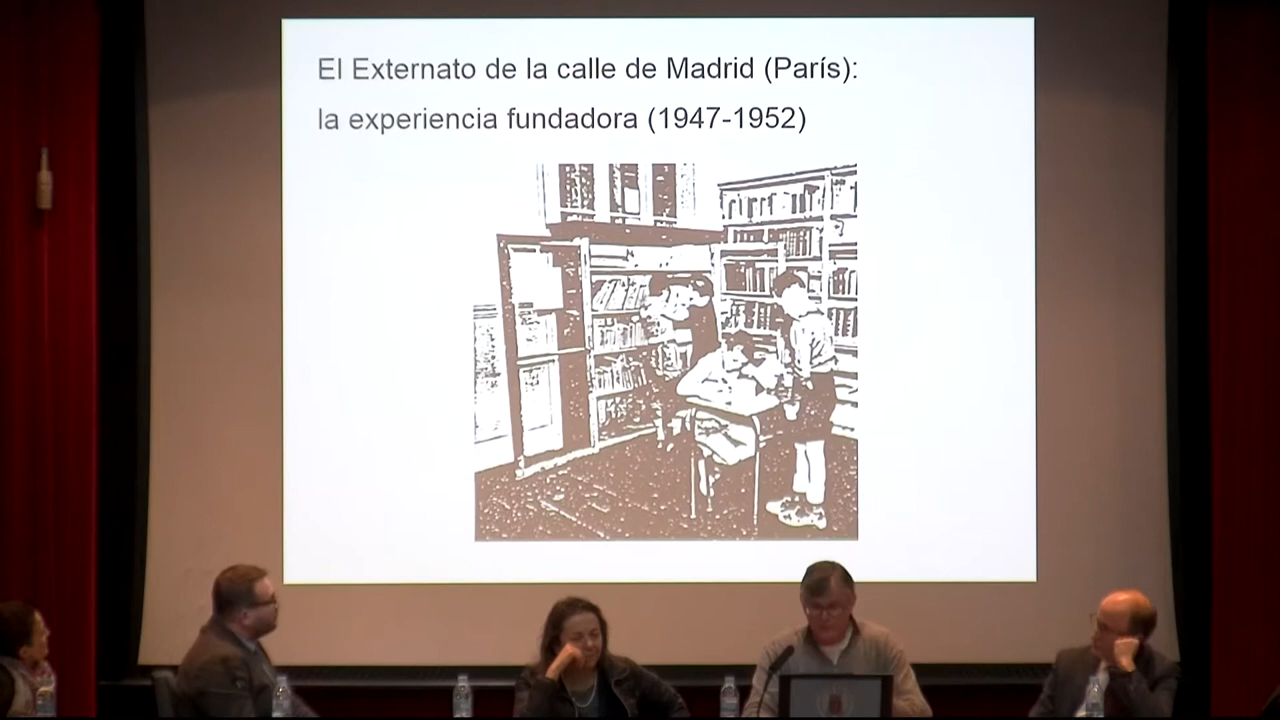 El Externato de la calle de Madrid (París):
la experiencia fundadora (1947-1952)